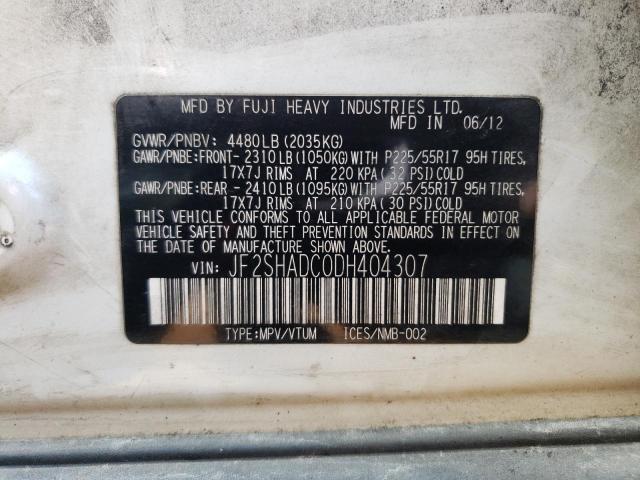 MFD BY FUJI HEAVY INDUSTRIES LTD.
MFD IN 06/12
GVWR/PNBV: 4480LB(2035KG)
GAWR/PNBE:FRONT- 2310LB(1050KG)WITH P225/55R17 95H TIRES,
17X7J RIMS AT 220 KPA( 32 PSI)COLD
GAWR/PNBE:REAR - 2410LB(1095KG)WITH P225/55R17 95H TIRES,
17X7J RIMS AT 210 KPA( 30 PSI)COLD
THIS VEHICLE CONFORMS TO ALL APPLICABLE FEDERAL MOTOR
VEHICLE SAFETY AND THEFT PREVENTION STANDARDS IN EFFECT
ON THE DATE OF MANUFACTURE SHOWN ABOVE.
VIN: JF2SHADC0DH404307
TYPE:MPV/VTUM ICES/NMB-002